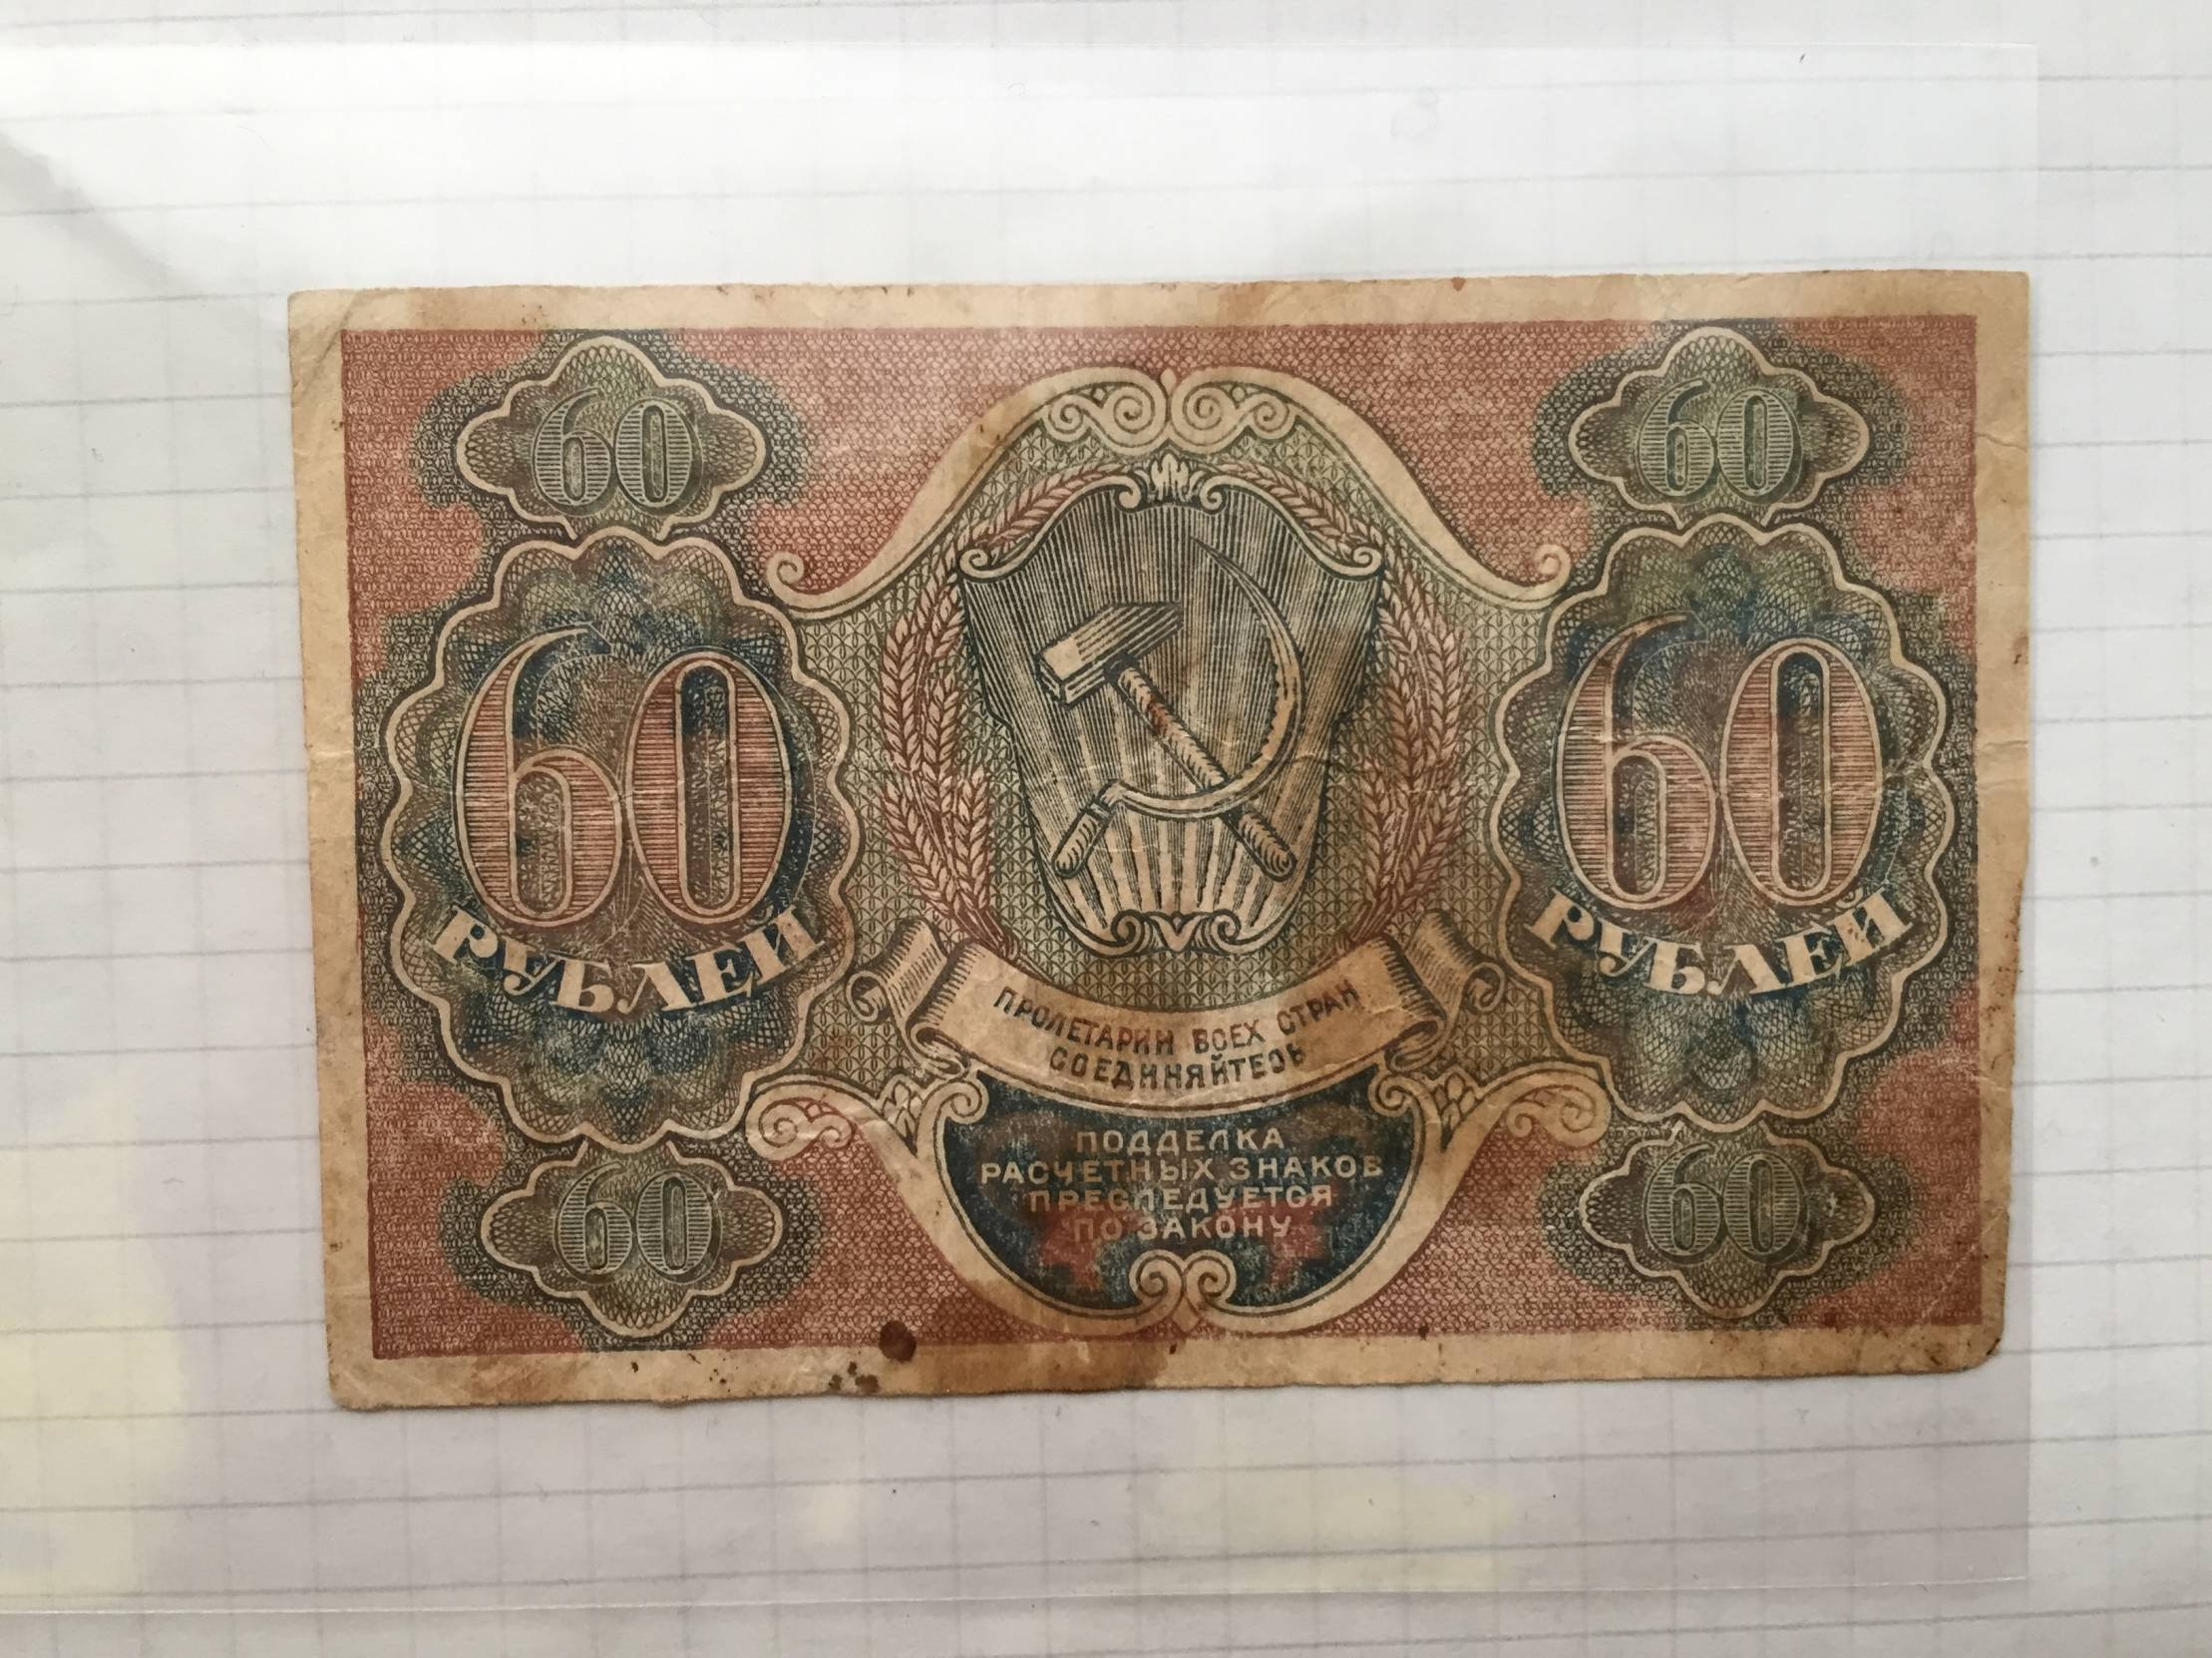 60
60
60
РУБЛЕЙ
60
РУБЛЕЙ
ПРОЛЕТАРИИ ВСЕХ СТРАН
СОЕДИНЯЙТЕСЬ
ПОДДЕЛКА
РАСЧЕТНЫХ ЗНАКОВ
ПРЕСЛЕДУЕТСЯ
ПО ЗАКОНУ
60
60